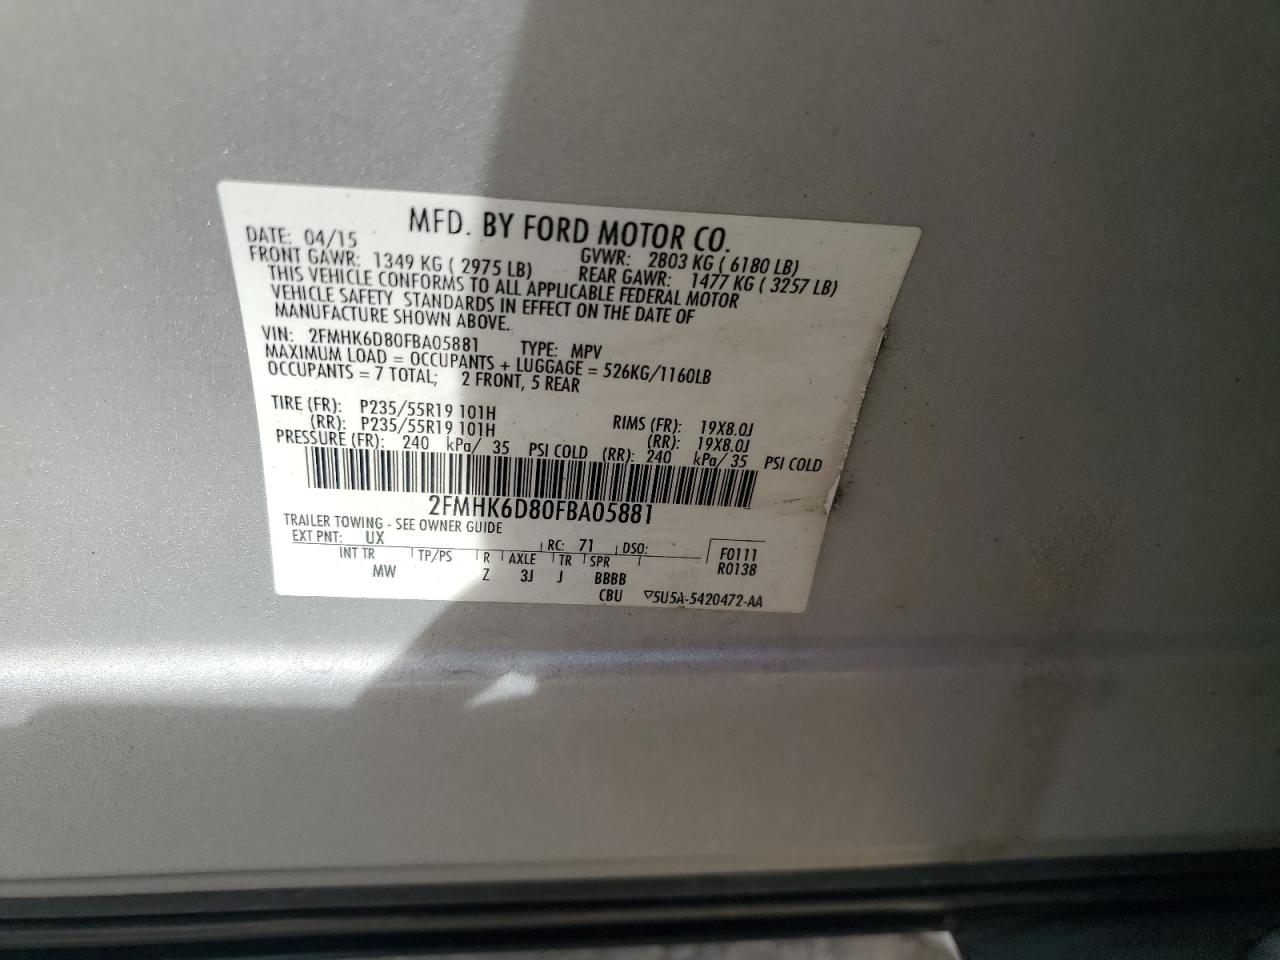 MFD. BY FORD MOTOR CO.
DATE: 04/15 GVWR: 2803 KG ( 6180 LB)
FRONT GAWR: 1349 KG ( 2975 LB) REAR GAWR: 1477 KG ( 3257 LB)
THIS VEHICLE CONFORMS TO ALL APPLICABLE FEDERAL MOTOR
VEHICLE SAFETY STANDARDS IN EFFECT ON THE DATE OF
MANUFACTURE SHOWN ABOVE.
VIN: 2FMHK6D80FBA05881 TYPE: MPV
MAXIMUM LOAD = OCCUPANTS + LUGGAGE = 526KG/1160LB
OCCUPANTS = 7 TOTAL; 2 FRONT, 5 REAR
TIRE (FR): P235/55R19 101H RIMS (FR): 19X8.0J
(RR): P235/55R19 101H (RR): 19X8.0J
PRESSURE (FR): 240 kPa/ 35 PSI COLD (RR): 240 kPa/ 35 PSI COLD
2FMHK6D80FBA05881
TRAILER TOWING - SEE OWNER GUIDE
EXT PNT: UX RC: 71 DSO: F0111
INT TR TP/PS R AXLE TR SPR R0138
MW Z 3J J BBBB
CBU ▽5U5A-5420472-AA